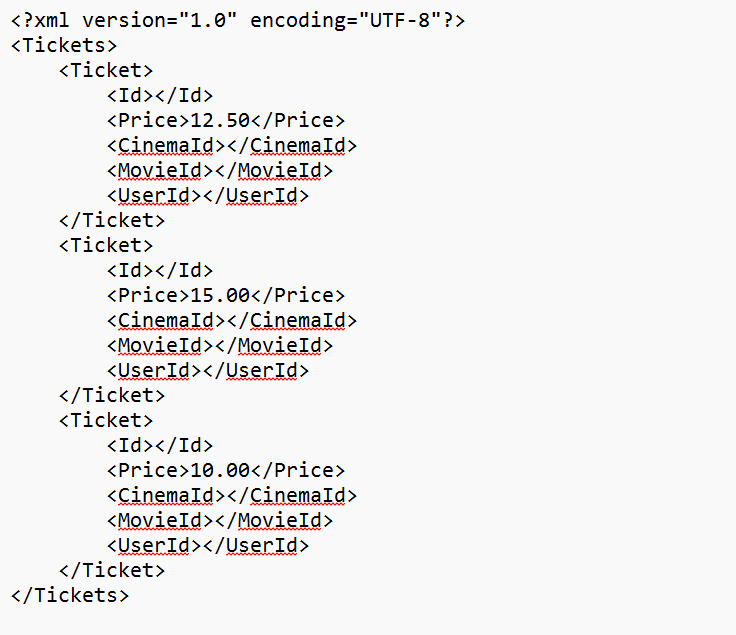 <?xml version="1.0" encoding="UTF-8"?>
<Tickets>
    <Ticket>
        <Id></Id>
        <Price>12.50</Price>
        <CinemaId></CinemaId>
        <MovieId></MovieId>
        <UserId></UserId>
    </Ticket>
    <Ticket>
        <Id></Id>
        <Price>15.00</Price>
        <CinemaId></CinemaId>
        <MovieId></MovieId>
        <UserId></UserId>
    </Ticket>
    <Ticket>
        <Id></Id>
        <Price>10.00</Price>
        <CinemaId></CinemaId>
        <MovieId></MovieId>
        <UserId></UserId>
    </Ticket>
</Tickets>